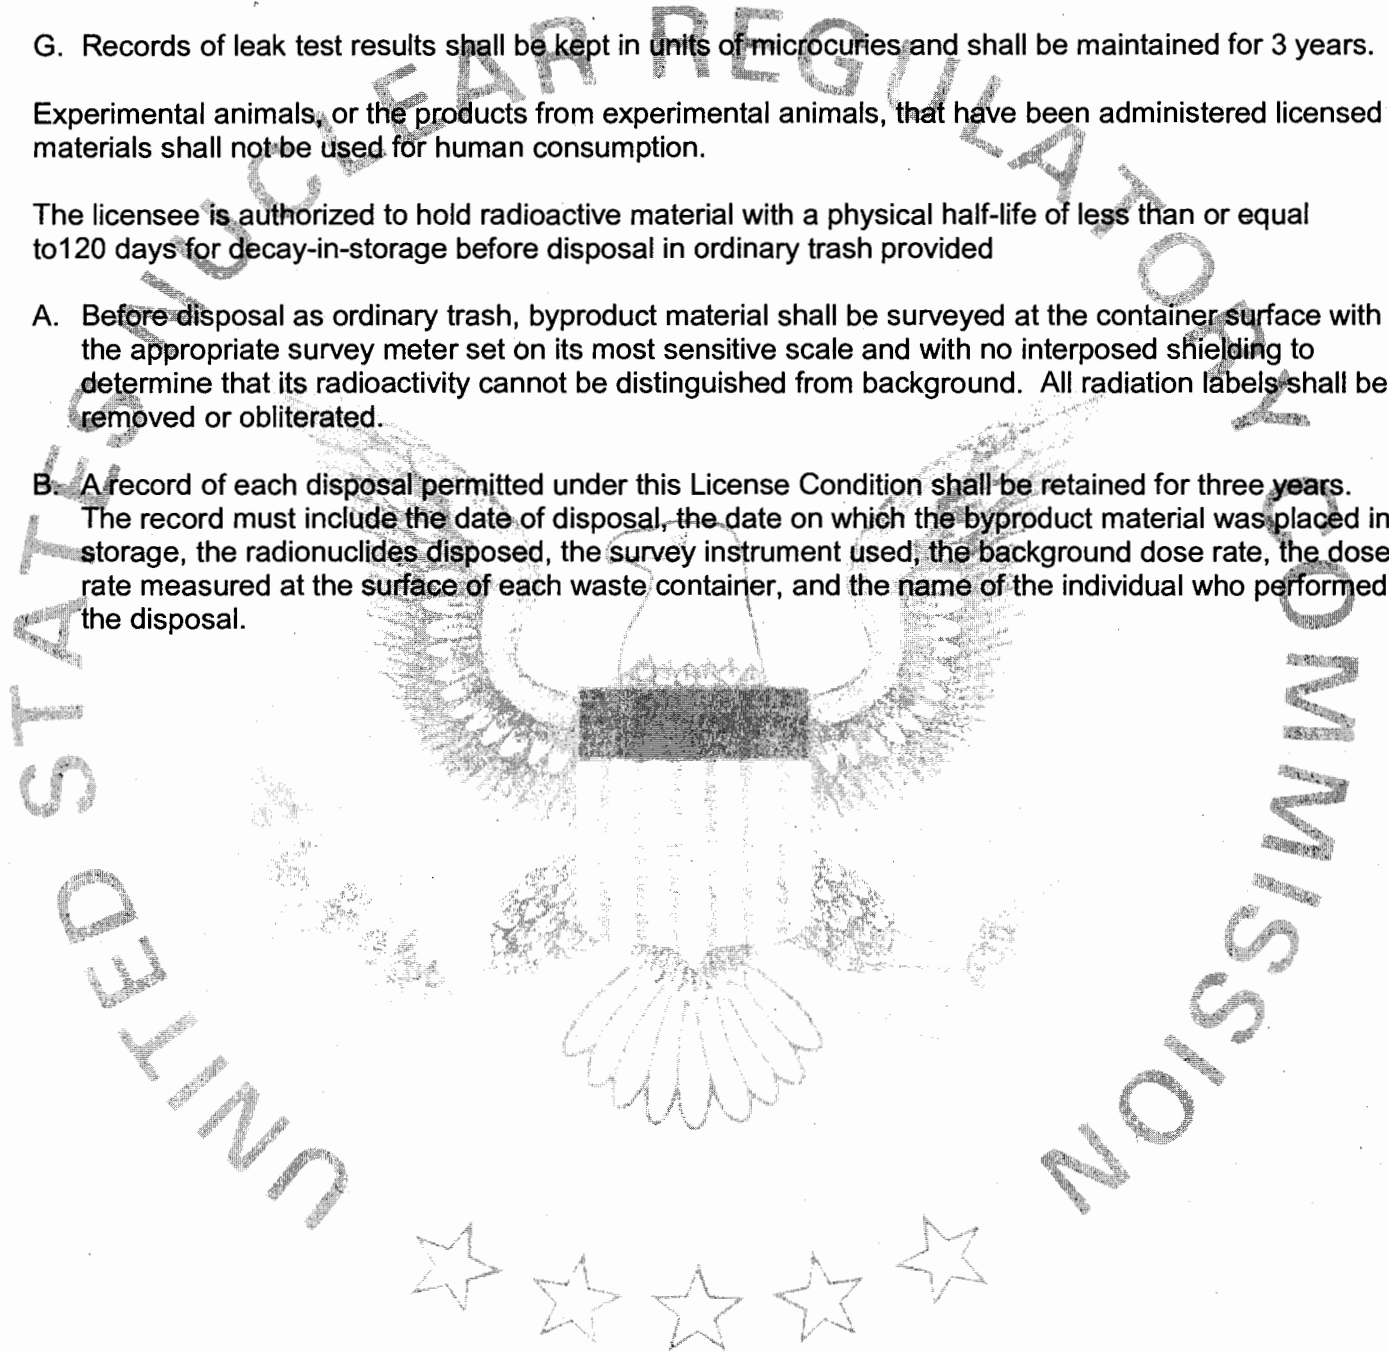 G. Records of leak test results shall be kept in units of microcuries and shall be maintained for 3 years.
Experimental animals, or the products from experimental animals, that have been administered licensed
materials shall not be used for human consumption.
The licensee is authorized to hold radioactive material with a physical half-life of less than or equal
to120 days for decay-in-storage before disposal in ordinary trash provided
A. Before disposal as ordinary trash, byproduct material shall be surveyed at the container surface with
the appropriate survey meter set on its most sensitive scale and with no interposed shielding to
determine that its radioactivity cannot be distinguished from background. All radiation labels shall be
removed or obliterated.
B. A record of each disposal permitted under this License Condition shall be retained for three years.
The record must include the date of disposal, the date on which the byproduct material was placed in
storage, the radionuclides disposed, the survey instrument used, the background dose rate, the dose
rate measured at the surface of each waste container, and the name of the individual who performed
the disposal.
UNITED STATES NUCLEAR REGULATORY COMMISSION